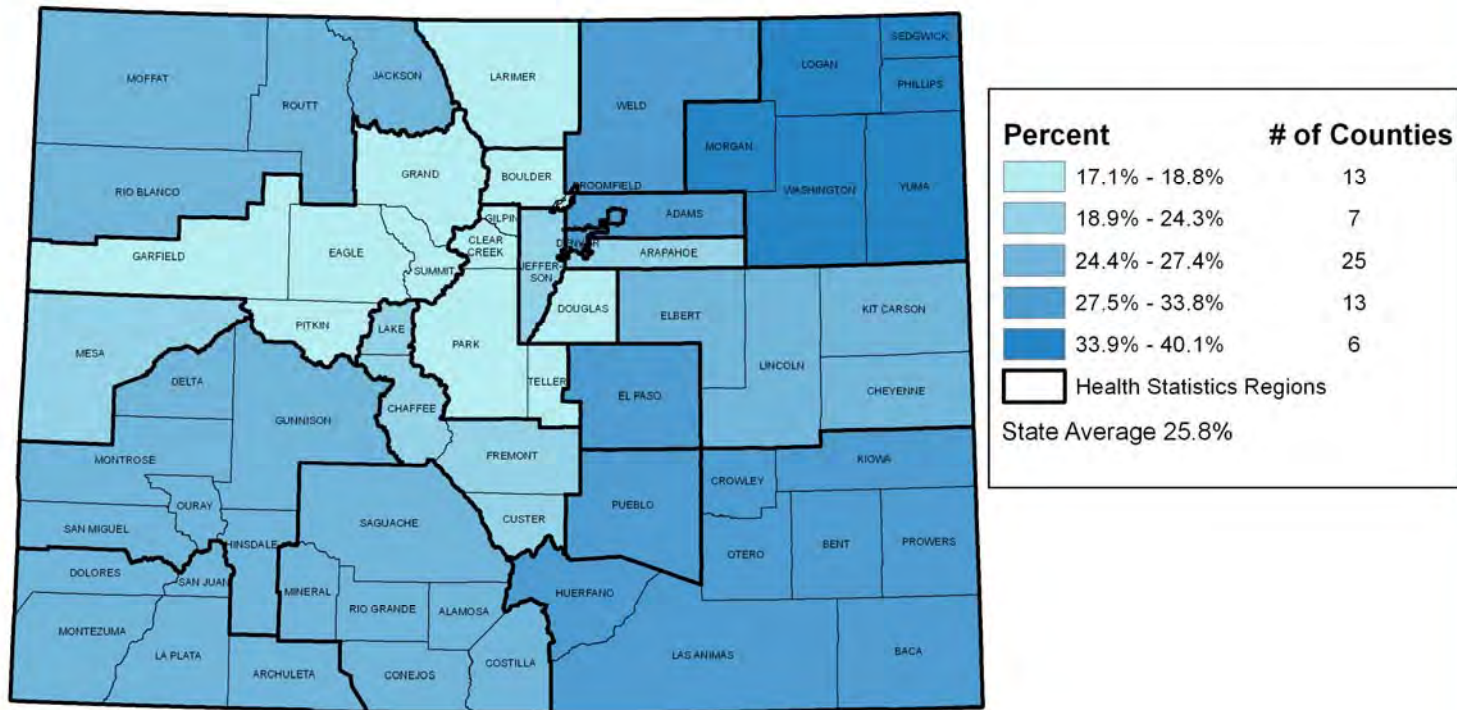 SEDGWICK
LOGAN
MOFFAT
JACKSON
LARIMER
PHILLIPS
ROUTT
WELD
MORGAN
GRAND
BOULDER
RIO BLANCO
BROOMFIELD
WASHINGTON
YUMA
GILPIN
ADAMS
CLEAR
CREEK
DENVER
EAGLE
GARFIELD
ARAPAHOE
SUMMIT
JEFFER-
SON
DOUGLAS
ELBERT
KIT CARSON
PITKIN
LAKE
PARK
MESA
LINCOLN
TELLER
DELTA
CHEYENNE
EL PASO
CHAFFEE
GUNNISON
FREMONT
MONTROSE
KIOWA
CROWLEY
OURAY
PUEBLO
CUSTER
SAGUACHE
SAN MIGUEL
HINSDALE
OTERO
BENT
PROWERS
DOLORES
SAN JUAN
MINERAL
HUERFANO
RIO GRANDE
ALAMOSA
MONTEZUMA
LA PLATA
LAS ANIMAS
BACA
COSTILLA
ARCHULETA
CONEJOS
Percent # of Counties
17.1% - 18.8% 13
18.9% - 24.3% 7
24.4% - 27.4% 25
27.5% - 33.8% 13
33.9% - 40.1% 6
Health Statistics Regions
State Average 25.8%